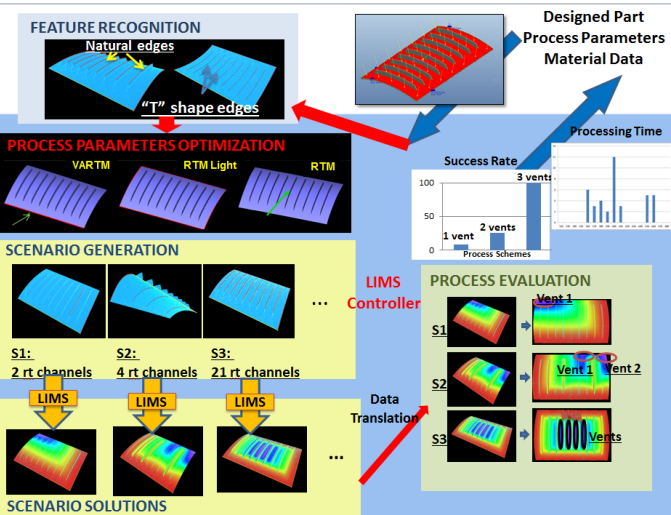 FEATURE RECOGNITION
Natural edges
“T” shape edges
Designed Part
Process Parameters
Material Data
PROCESS PARAMETERS OPTIMIZATION
VARTM
RTM Light
RTM
Success Rate
100
50
0
1 vent
2 vents
3 vents
Process Schemes
Processing Time
SCENARIO GENERATION
S1:
2 rt channels
S2:
4 rt channels
S3:
21 rt channels
...
LIMS
Controller
LIMS
LIMS
LIMS
...
SCENARIO SOLUTIONS
Data
Translation
PROCESS EVALUATION
S1
Vent 1
S2
Vent 1
Vent 2
S3
Vents